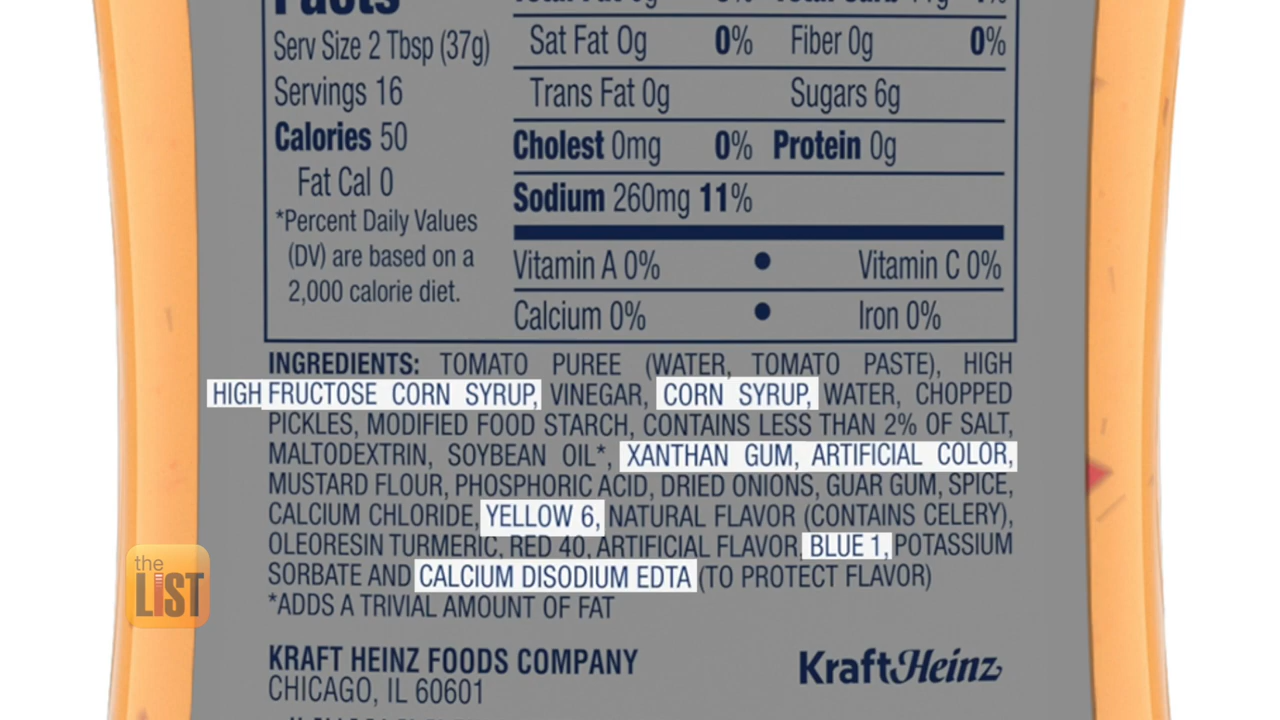 Facts
Serv Size 2 Tbsp (37g)
Servings 16
Calories 50
Fat Cal 0
*Percent Daily Values
(DV) are based on a
2,000 calorie diet.
Sat Fat 0g 0% Fiber 0g 0%
Trans Fat 0g Sugars 6g
Cholest 0mg 0% Protein 0g
Sodium 260mg 11%
Vitamin A 0% • Vitamin C 0%
Calcium 0% • Iron 0%
INGREDIENTS: TOMATO PUREE (WATER, TOMATO PASTE), HIGH
HIGH FRUCTOSE CORN SYRUP, VINEGAR, CORN SYRUP, WATER, CHOPPED
PICKLES, MODIFIED FOOD STARCH, CONTAINS LESS THAN 2% OF SALT,
MALTODEXTRIN, SOYBEAN OIL*, XANTHAN GUM, ARTIFICIAL COLOR,
MUSTARD FLOUR, PHOSPHORIC ACID, DRIED ONIONS, GUAR GUM, SPICE,
CALCIUM CHLORIDE, YELLOW 6, NATURAL FLAVOR (CONTAINS CELERY),
OLEORESIN TURMERIC, RED 40, ARTIFICIAL FLAVOR, BLUE 1, POTASSIUM
SORBATE AND CALCIUM DISODIUM EDTA (TO PROTECT FLAVOR)
*ADDS A TRIVIAL AMOUNT OF FAT
the
LIST
KRAFT HEINZ FOODS COMPANY
CHICAGO, IL 60601
KraftHeinz